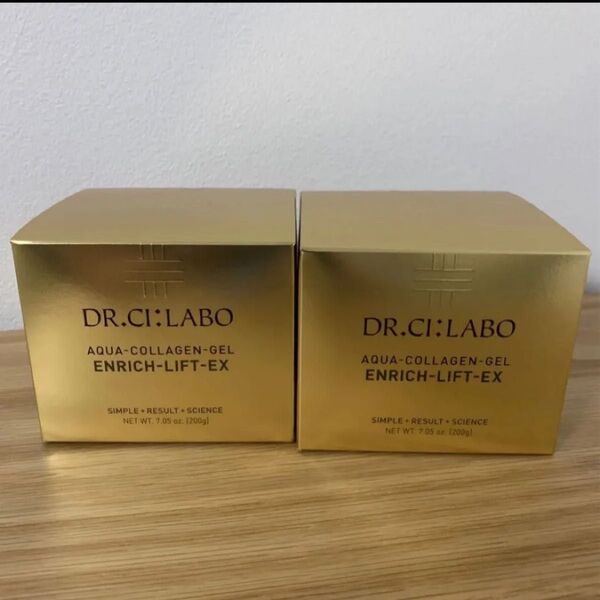 DR.CI:LABO
AQUA-COLLAGEN-GEL
ENRICH-LIFT-EX
SIMPLE + RESULT + SCIENCE
NET WT. 7.05 oz. (200g)
DR.CI:LABO
AQUA-COLLAGEN-GEL
ENRICH-LIFT-EX
SIMPLE + RESULT + SCIENCE
NET WT. 7.05 oz. (200g)